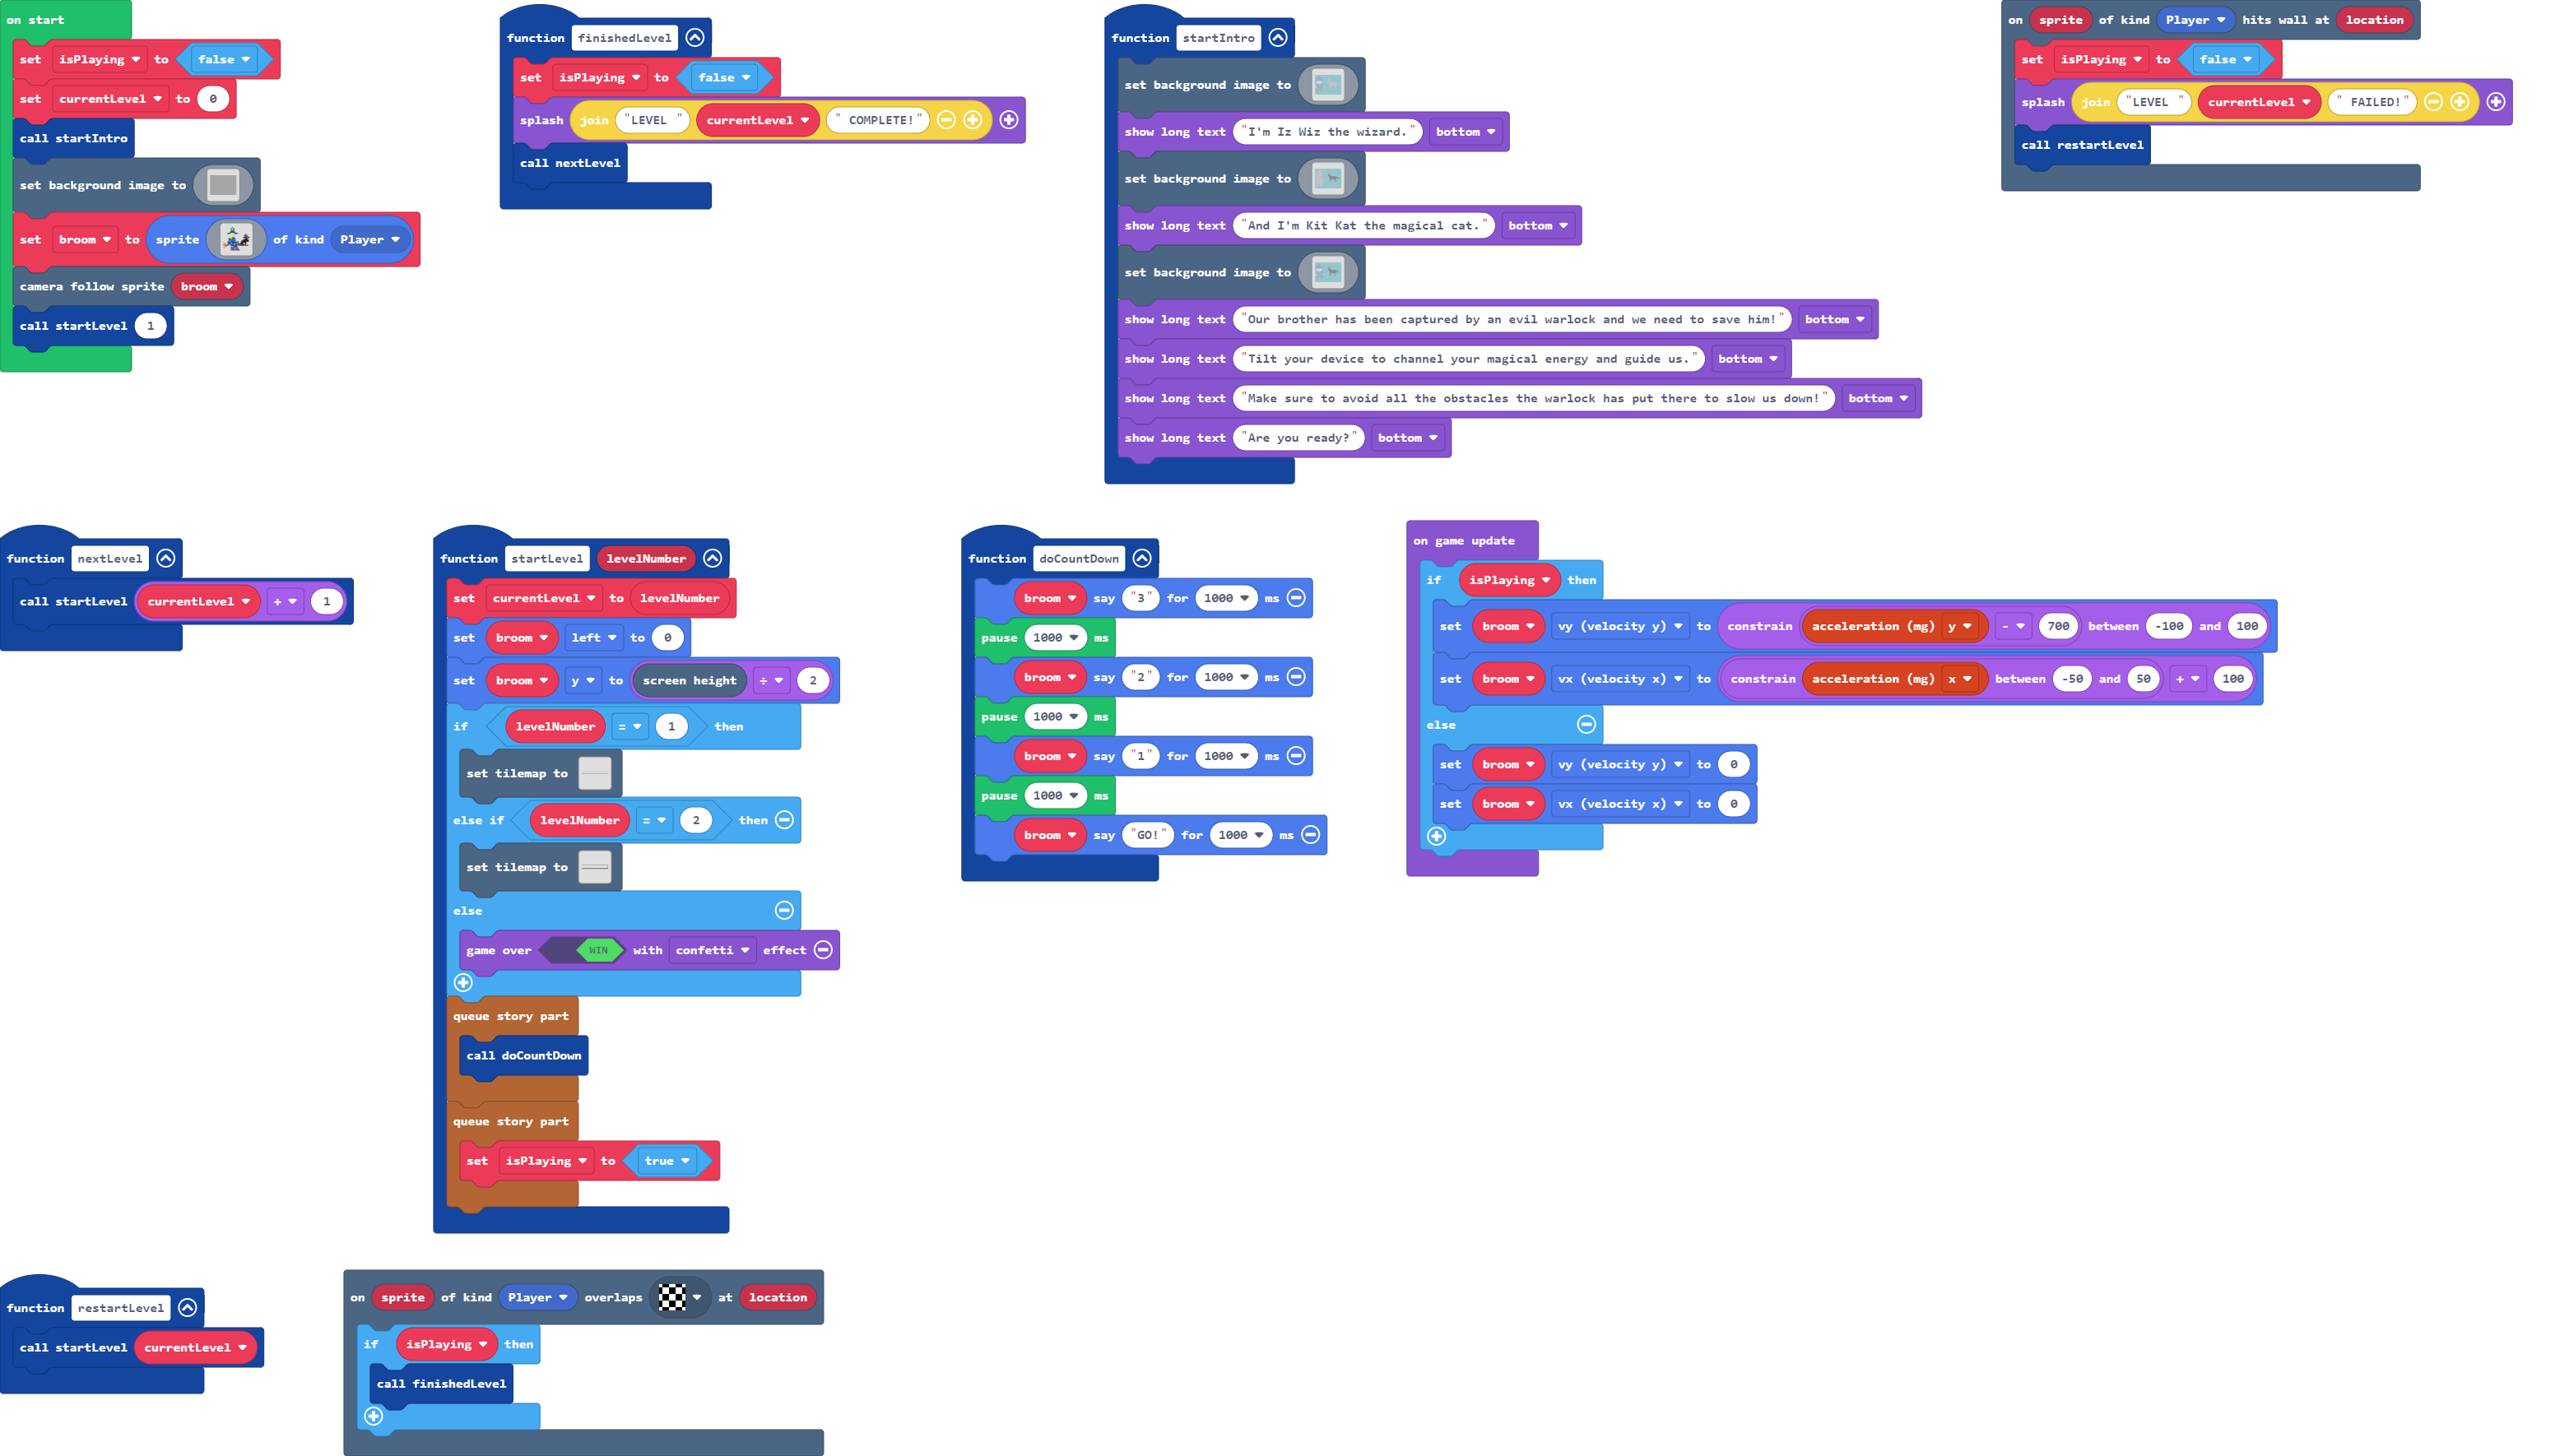 on start
set isPlaying to false
set currentLevel to 0
call startIntro
set background image to
set broom to sprite of kind Player
camera follow sprite broom
call startLevel 1
function finishedLevel
set isPlaying to false
splash join "LEVEL " currentLevel " COMPLETE!"
call nextLevel
function startIntro
set background image to
show long text "I'm Iz Wiz the wizard." bottom
set background image to
show long text "And I'm Kit Kat the magical cat." bottom
set background image to
show long text "Our brother has been captured by an evil warlock and we need to save him!" bottom
show long text "Tilt your device to channel your magical energy and guide us." bottom
show long text "Make sure to avoid all the obstacles the warlock has put there to slow us down!" bottom
show long text "Are you ready?" bottom
on sprite of kind Player hits wall at location
set isPlaying to false
splash join "LEVEL " currentLevel " FAILED!"
call restartLevel
function nextLevel
call startLevel currentLevel + 1
function startLevel levelNumber
set currentLevel to levelNumber
set broom left to 0
set broom y to screen height ÷ 2
if levelNumber = 1 then
set tilemap to
else if levelNumber = 2 then
set tilemap to
else
game over WIN with confetti effect
queue story part
call doCountDown
queue story part
set isPlaying to true
function doCountDown
broom say "3" for 1000 ms
pause 1000 ms
broom say "2" for 1000 ms
pause 1000 ms
broom say "1" for 1000 ms
pause 1000 ms
broom say "GO!" for 1000 ms
on game update
if isPlaying then
set broom vy (velocity y) to constrain acceleration (mg) y - 700 between -100 and 100
set broom vx (velocity x) to constrain acceleration (mg) x between -50 and 50 + 100
else
set broom vy (velocity y) to 0
set broom vx (velocity x) to 0
function restartLevel
call startLevel currentLevel
on sprite of kind Player overlaps at location
if isPlaying then
call finishedLevel